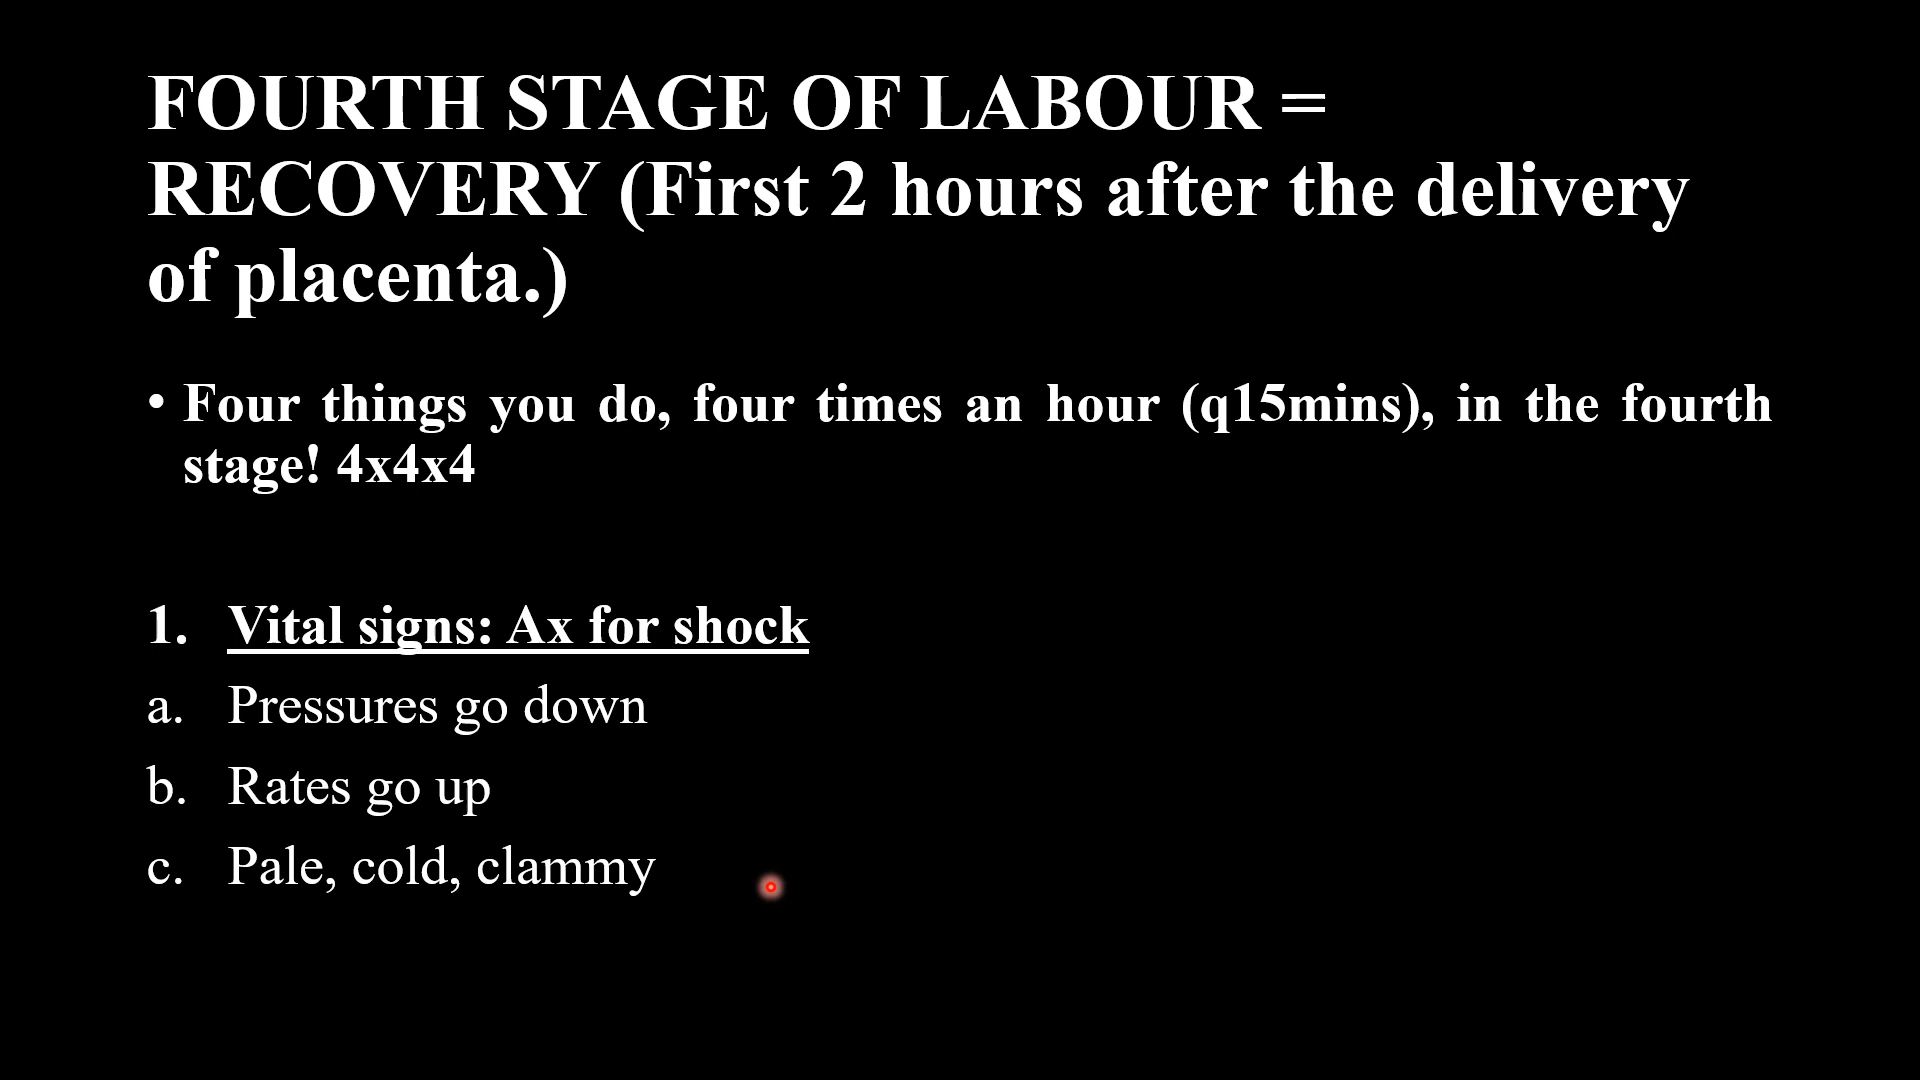 FOURTH STAGE OF LABOUR =
RECOVERY (First 2 hours after the delivery
of placenta.)
• Four things you do, four times an hour (q15mins), in the fourth
stage! 4x4x4
1. Vital signs: Ax for shock
a. Pressures go down
b. Rates go up
c. Pale, cold, clammy